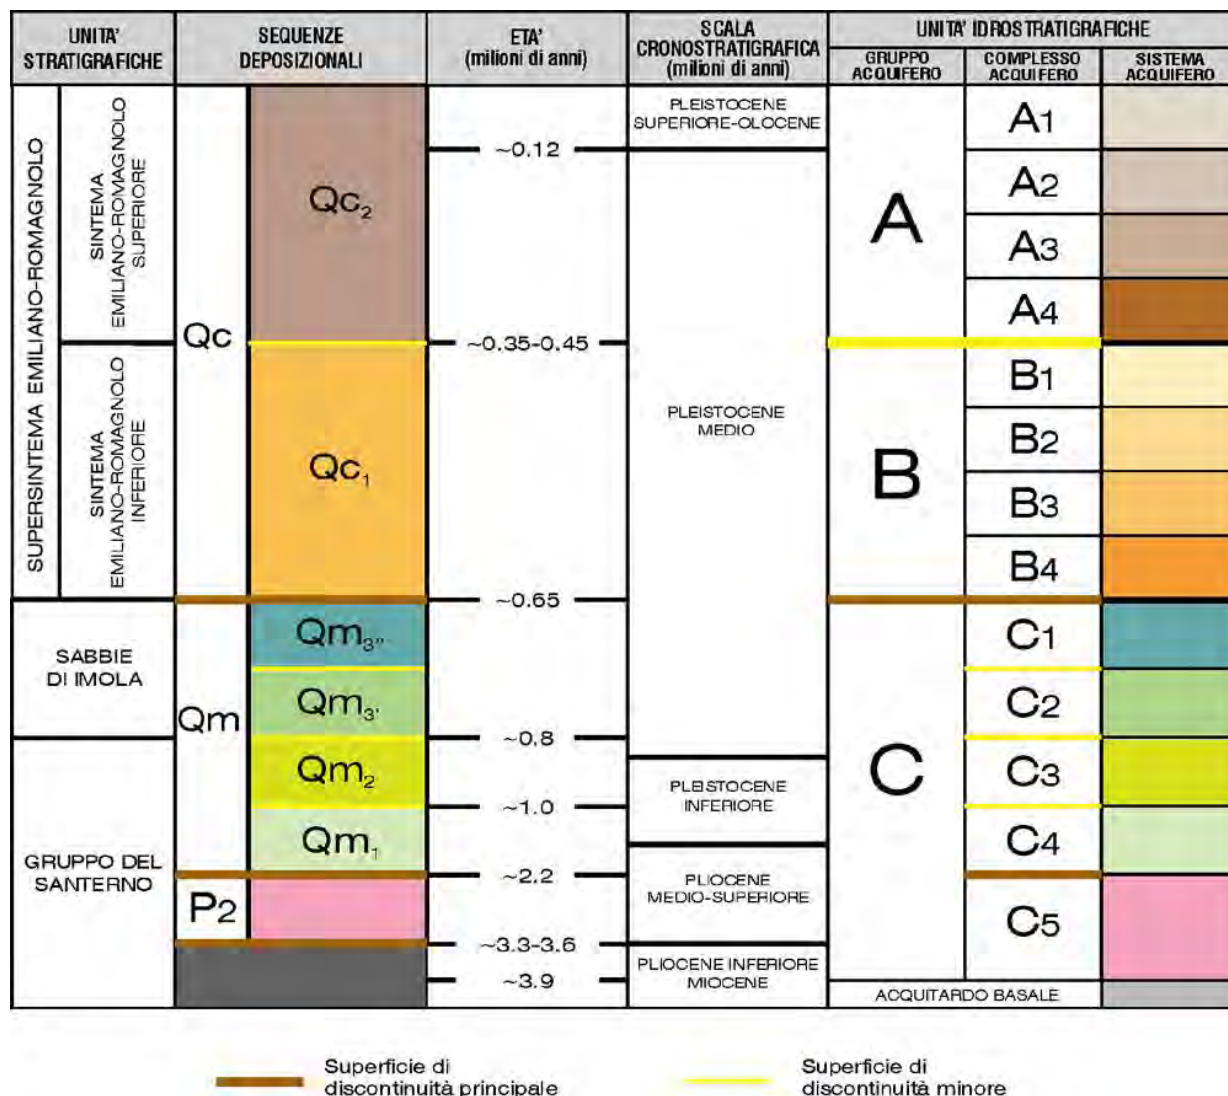 UNITA'
STRATIGRAFICHE
SEQUENZE
DEPOSIZIONALI
ETA'
(milioni di anni)
SCALA
CRONOSTRATIGRAFICA
(milioni di anni)
UNITA' IDROSTRATIGRAFICHE
GRUPPO
ACQUIFERO
COMPLESSO
ACQUIFERO
SISTEMA
ACQUIFERO
SUPERSINTEMA EMILIANO-ROMAGNOLO
SINTEMA
EMILIANO-ROMAGNOLO
SUPERIORE
SINTEMA
EMILIANO-ROMAGNOLO
INFERIORE
SABBIE
DI IMOLA
GRUPPO DEL
SANTERNO
Qc
Qc2
Qc1
Qm
Qm3''
Qm3'
Qm2
Qm1
P2
~0.12
~0.35-0.45
~0.65
~0.8
~1.0
~2.2
~3.3-3.6
~3.9
PLEISTOCENE
SUPERIORE-OLOCENE
PLEISTOCENE
MEDIO
PLEISTOCENE
INFERIORE
PLIOCENE
MEDIO-SUPERIORE
PLIOCENE INFERIORE
MIOCENE
A
A1
A2
A3
A4
B
B1
B2
B3
B4
C
C1
C2
C3
C4
C5
ACQUITARDO BASALE
Superficie di
discontinuità principale
Superficie di
discontinuità minore